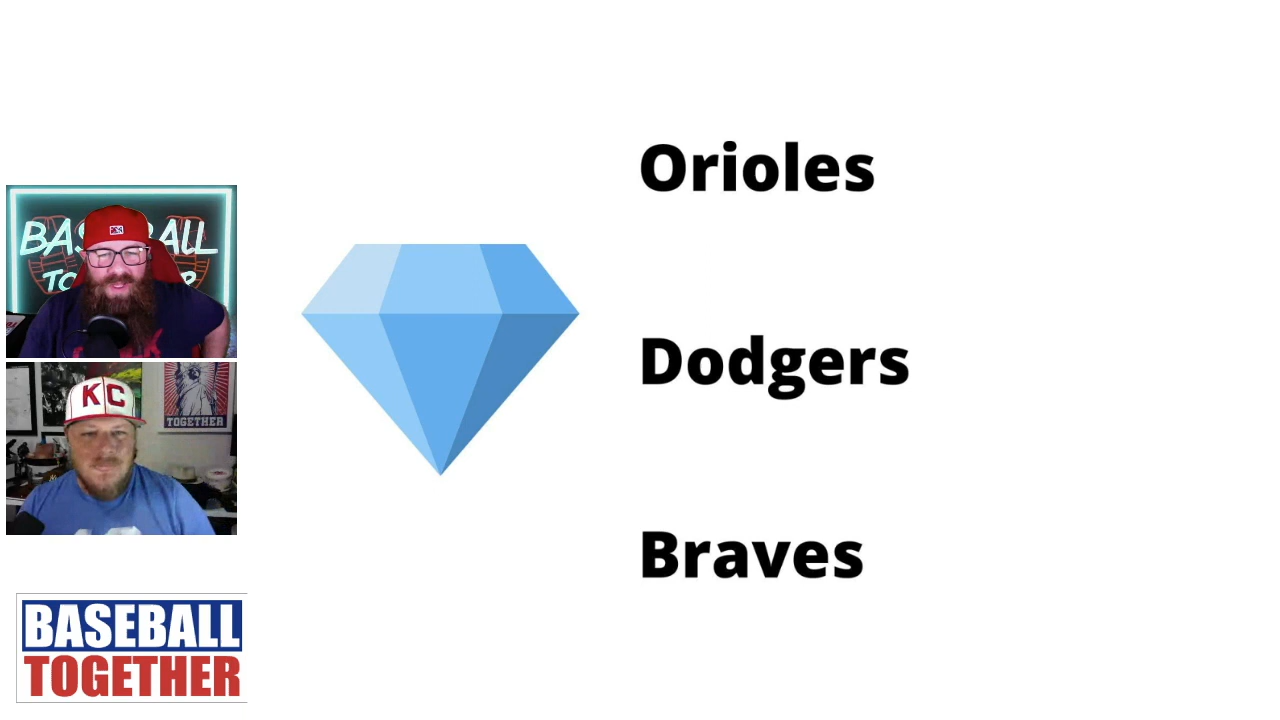 Orioles
Dodgers
Braves
KC
TOGETHER
BASEBALL
TOGETHER